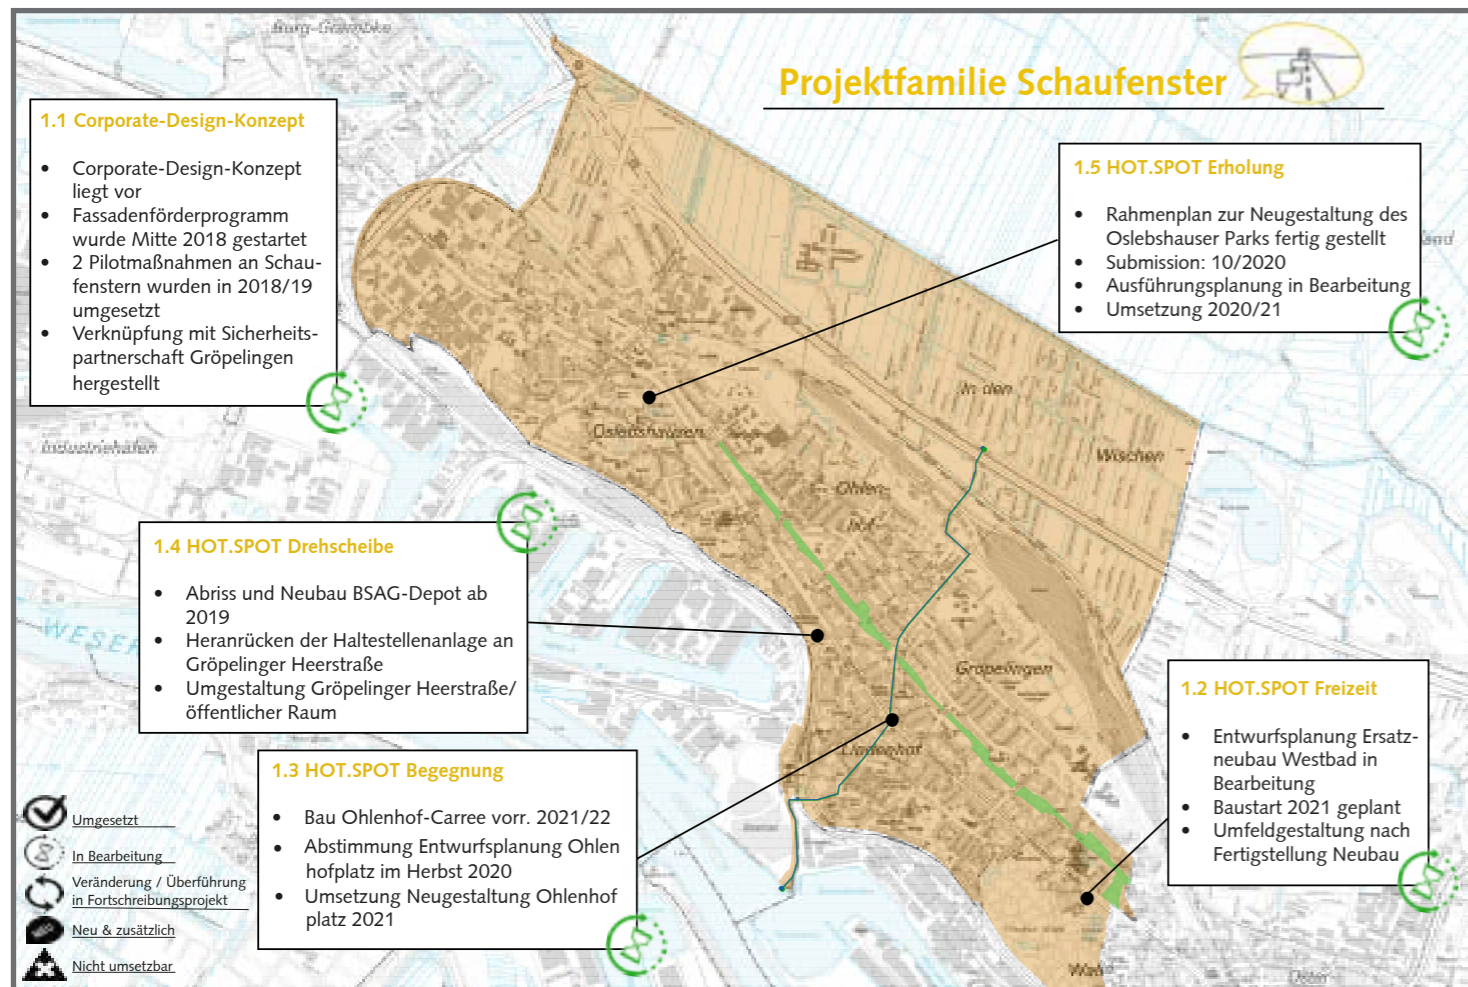 Projektfamilie Schaufenster
1.1 Corporate-Design-Konzept
• Corporate-Design-Konzept
liegt vor
• Fassadenförderprogramm
wurde Mitte 2018 gestartet
• 2 Pilotmaßnahmen an Schau-
fenstern wurden in 2018/19
umgesetzt
• Verknüpfung mit Sicherheits-
partnerschaft Gröpelingen
hergestellt
1.5 HOT.SPOT Erholung
• Rahmenplan zur Neugestaltung des
Oslebshauser Parks fertig gestellt
• Submission: 10/2020
• Ausführungsplanung in Bearbeitung
• Umsetzung 2020/21
1.4 HOT.SPOT Drehscheibe
• Abriss und Neubau BSAG-Depot ab
2019
• Heranrücken der Haltestellenanlage an
Gröpelinger Heerstraße
• Umgestaltung Gröpelinger Heerstraße/
öffentlicher Raum
1.3 HOT.SPOT Begegnung
• Bau Ohlenhof-Carree vorr. 2021/22
• Abstimmung Entwurfsplanung Ohlen
hofplatz im Herbst 2020
• Umsetzung Neugestaltung Ohlenhof
platz 2021
1.2 HOT.SPOT Freizeit
• Entwurfsplanung Ersatz-
neubau Westbad in
Bearbeitung
• Baustart 2021 geplant
• Umfeldgestaltung nach
Fertigstellung Neubau
Umgesetzt
In Bearbeitung
Veränderung / Überführung
in Fortschreibungsprojekt
Neu & zusätzlich
Nicht umsetzbar
Burg-Grambke
Industriehafen
Oslebshausen
In den
Wischen
Ohlen-
hof
Gröpelingen
Lindenhof
WESER